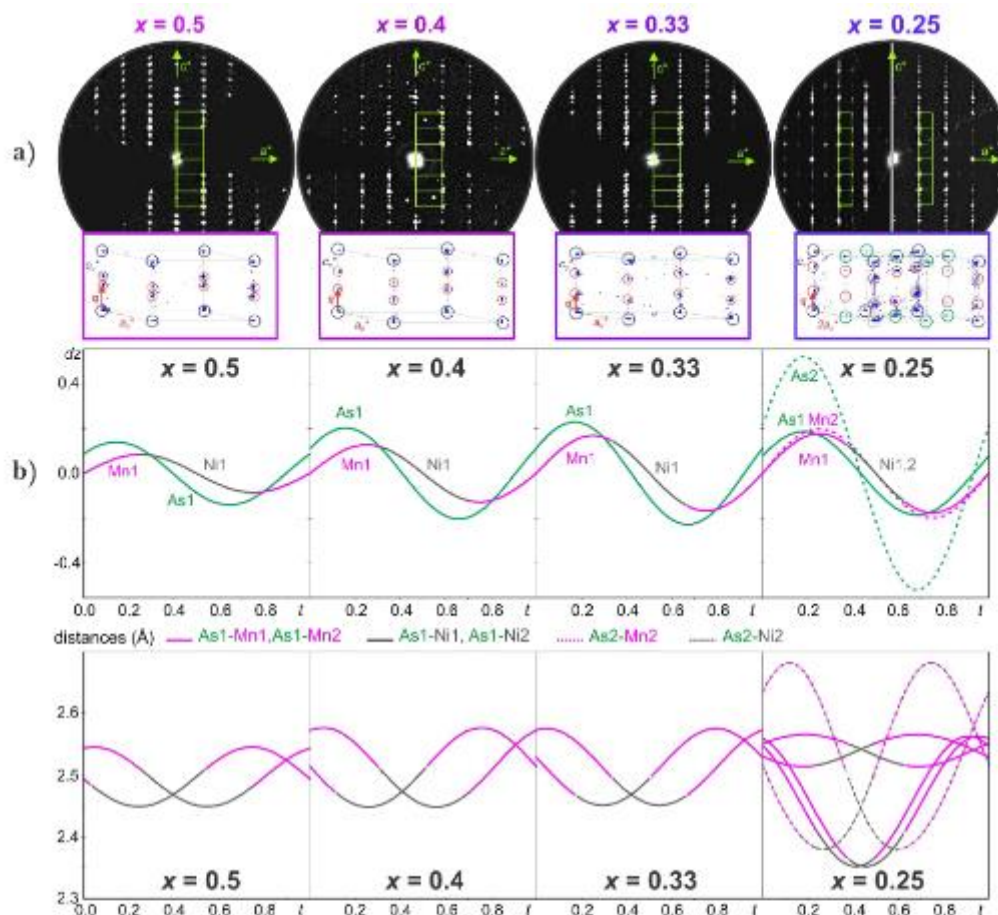 x = 0.5 x = 0.4 x = 0.33 x = 0.25
a)
c* c* c* c*
a* a* a*
dz
x = 0.5 x = 0.4 x = 0.33 x = 0.25
0.4
As2
As1 As1 As1 Mn2
b)
0.0
Mn1 Ni1 Mn1 Ni1 Mn1 Ni1 Mn1 Ni1,2
As1
-0.4
0.0 0.2 0.4 0.6 0.8 t 0.2 0.4 0.6 0.8 t 0.2 0.4 0.6 0.8 t 0.2 0.4 0.6 0.8 t
distances (Å) As1-Mn1,As1-Mn2 As1-Ni1, As1-Ni2 As2-Mn2 As2-Ni2
2.6
2.5
2.4
x = 0.5 x = 0.4 x = 0.33 x = 0.25
2.3
0.2 0.4 0.6 0.8 t 0.2 0.4 0.6 0.8 t 0.2 0.4 0.6 0.8 t 0.2 0.4 0.6 0.8 t